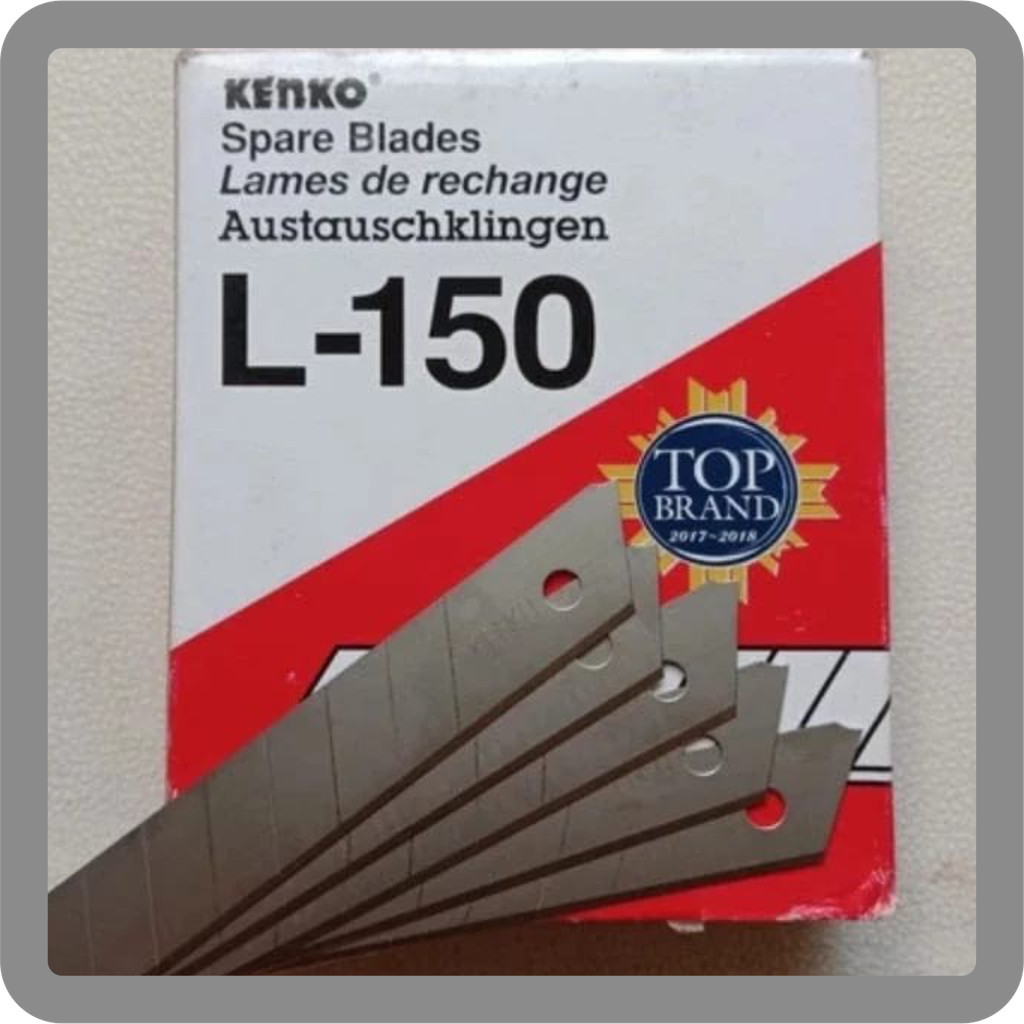 KENKO®
Spare Blades
Lames de rechange
Austauschklingen
L-150
TOP
BRAND
2017~2018